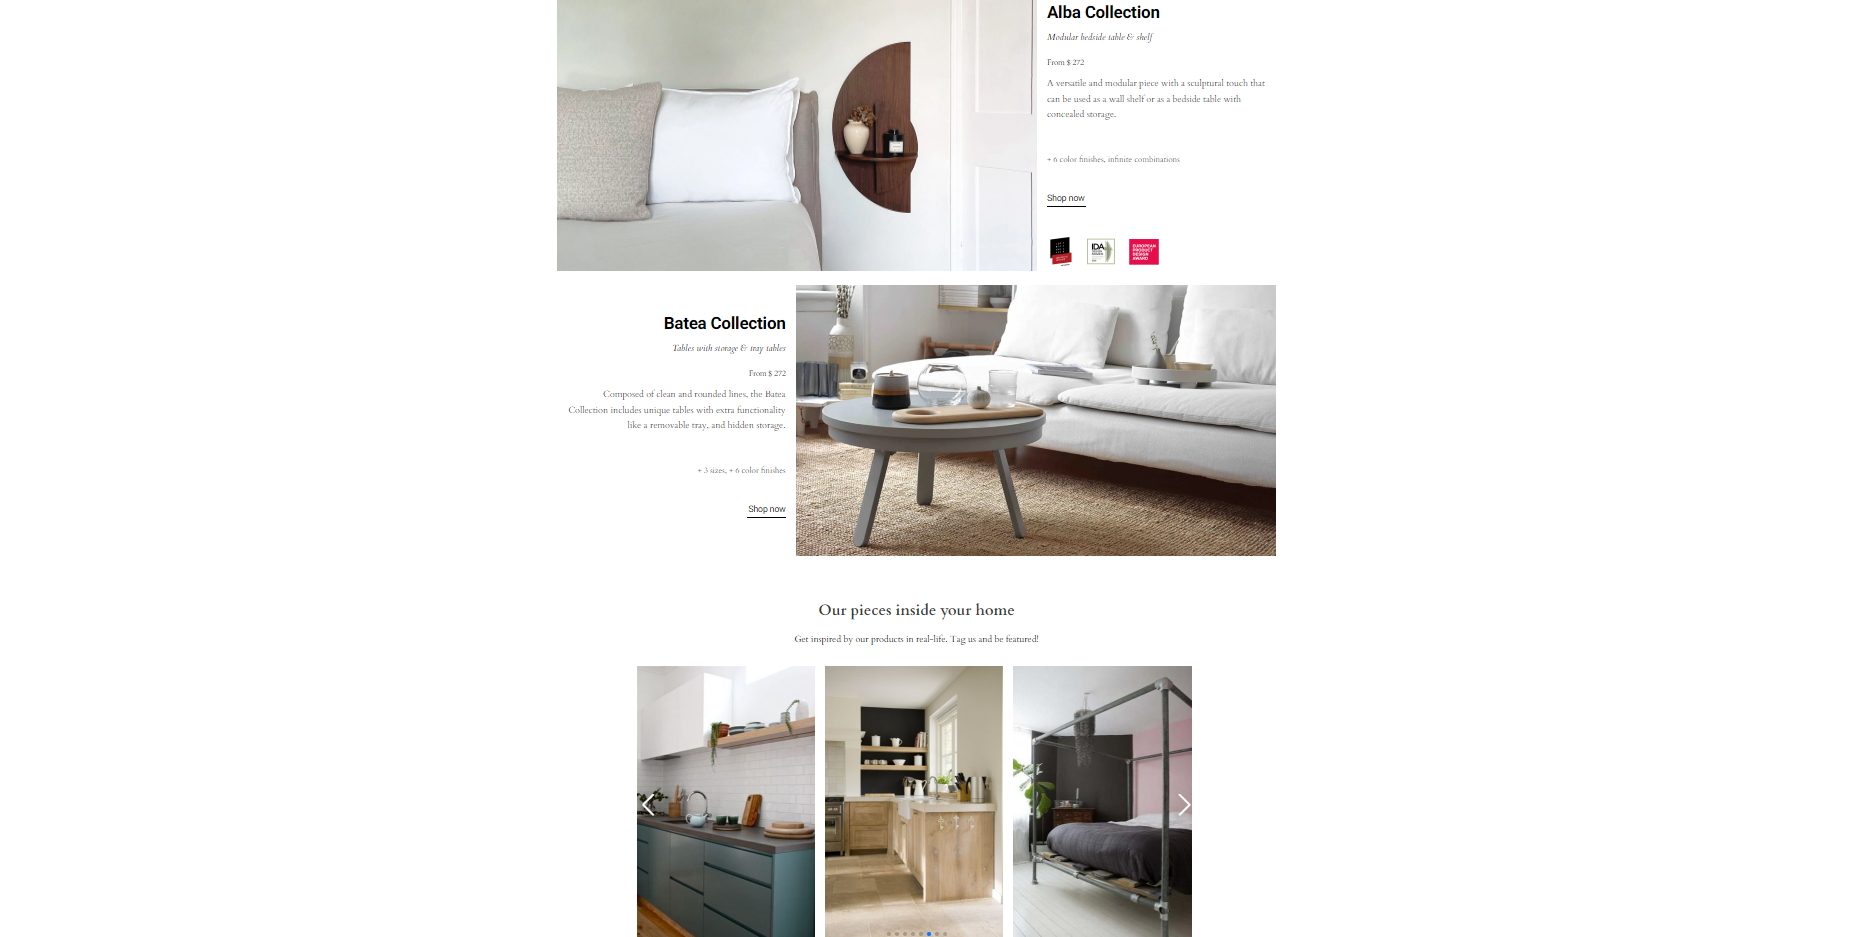 Alba Collection
Modular bedside table & shelf
From $ 272
A versatile and modular piece with a sculptural touch that
can be used as a wall shelf or as a bedside table with
concealed storage.
+ 6 color finishes, infinite combinations
Shop now
IDA
EUROPEAN
PRODUCT
DESIGN
AWARD
Batea Collection
Tables with storage & tray tables
From $ 272
Composed of clean and rounded lines, the Batea
Collection includes unique tables with extra functionality
like a removable tray, and hidden storage.
+ 3 sizes, + 6 color finishes
Shop now
Our pieces inside your home
Get inspired by our products in real-life. Tag us and be featured!